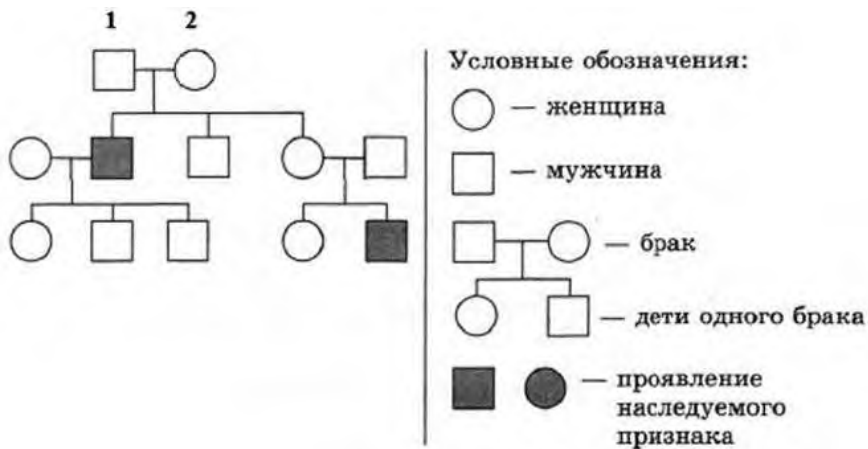 1 2
Условные обозначения:
— женщина
— мужчина
— брак
— дети одного брака
— проявление
наследуемого
признака